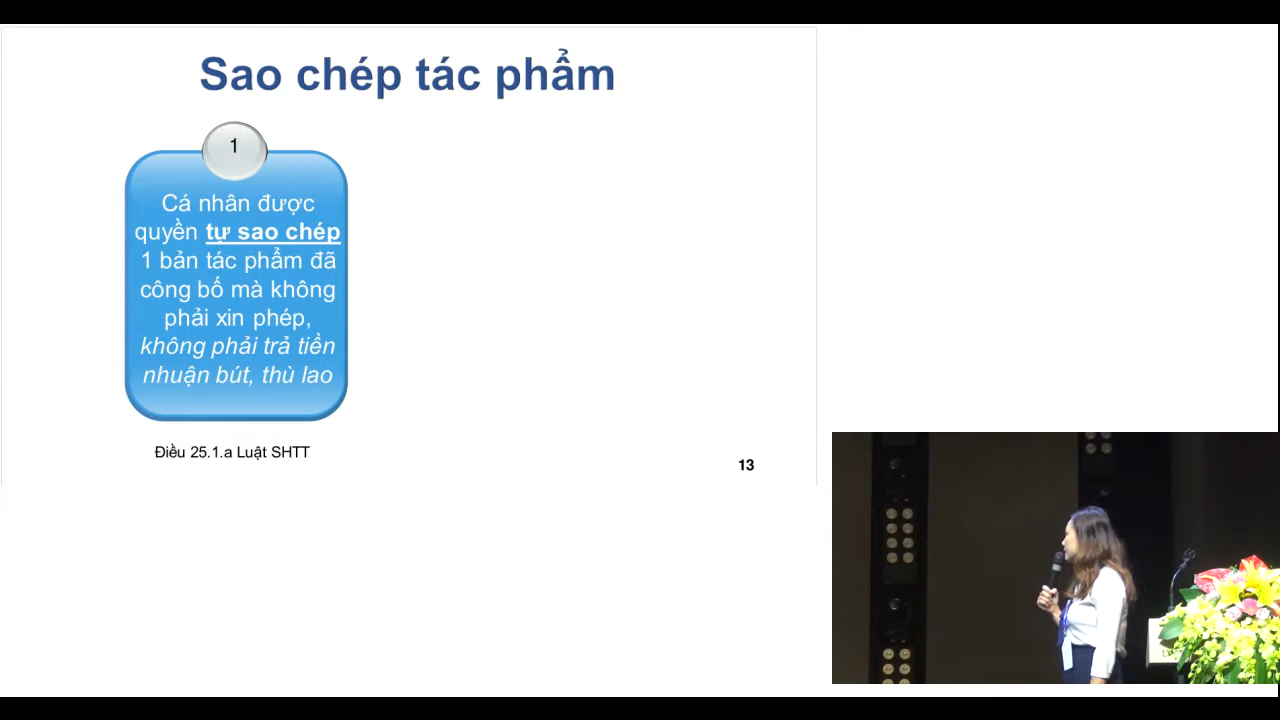 Sao chép tác phẩm
1
Cá nhân được
quyền tự sao chép
1 bản tác phẩm đã
công bố mà không
phải xin phép,
không phải trả tiền
nhuận bút, thù lao
Điều 25.1.a Luật SHTT
13